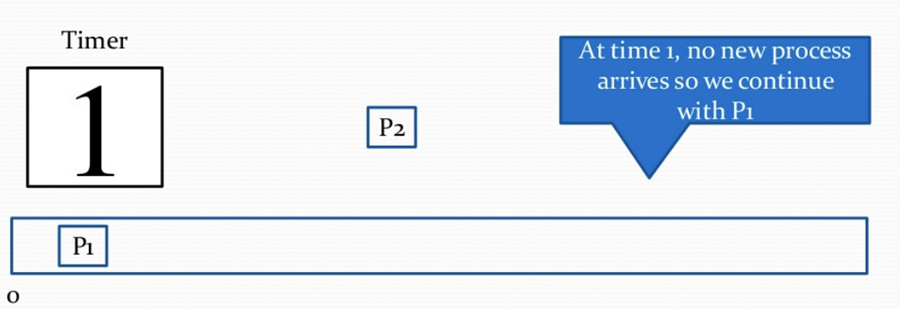 Timer
1
At time 1, no new process
arrives so we continue
with P1
P2
P1
0